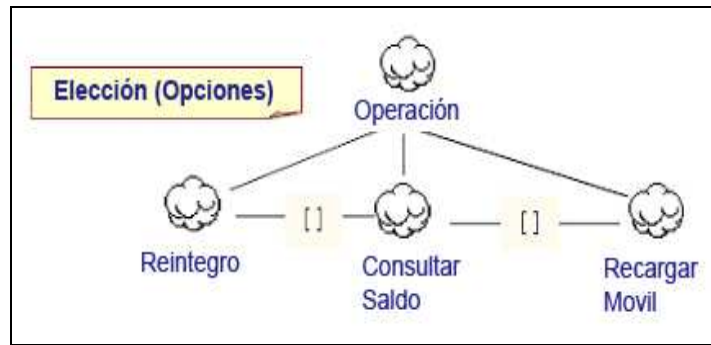 Elección (Opciones)
Operación
[ ]
[ ]
Reintegro
Consultar
Saldo
Recargar
Movil